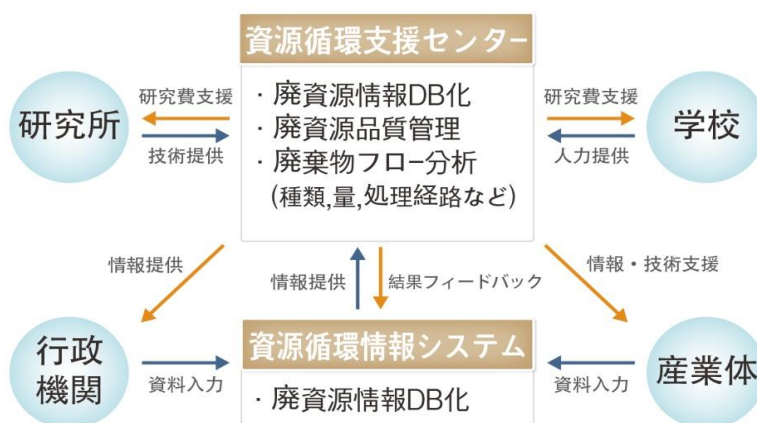 資源循環支援センター
研究所
研究費支援
技術提供
・廃資源情報DB化
・廃資源品質管理
・廃棄物フロー分析
(種類,量,処理経路など)
研究費支援
人力提供
学校
情報提供
情報提供
結果フィードバック
情報・技術支援
行政
機関
資料入力
資源循環情報システム
・廃資源情報DB化
資料入力
産業体